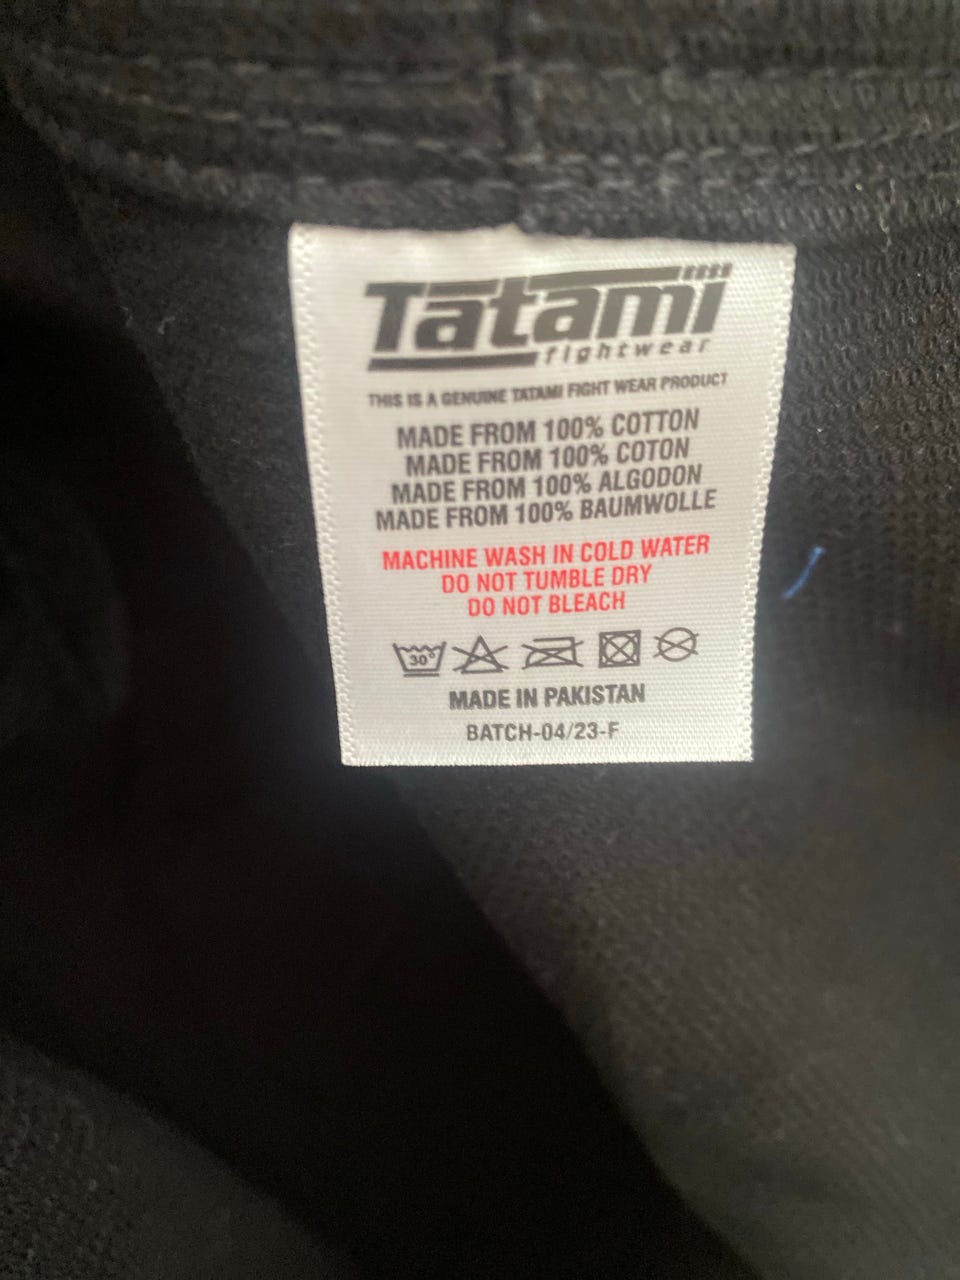 Tatami
fightwear
THIS IS A GENUINE TATAMI FIGHT WEAR PRODUCT
MADE FROM 100% COTTON
MADE FROM 100% COTON
MADE FROM 100% ALGODON
MADE FROM 100% BAUMWOLLE
MACHINE WASH IN COLD WATER
DO NOT TUMBLE DRY
DO NOT BLEACH
30°
MADE IN PAKISTAN
BATCH-04/23-F